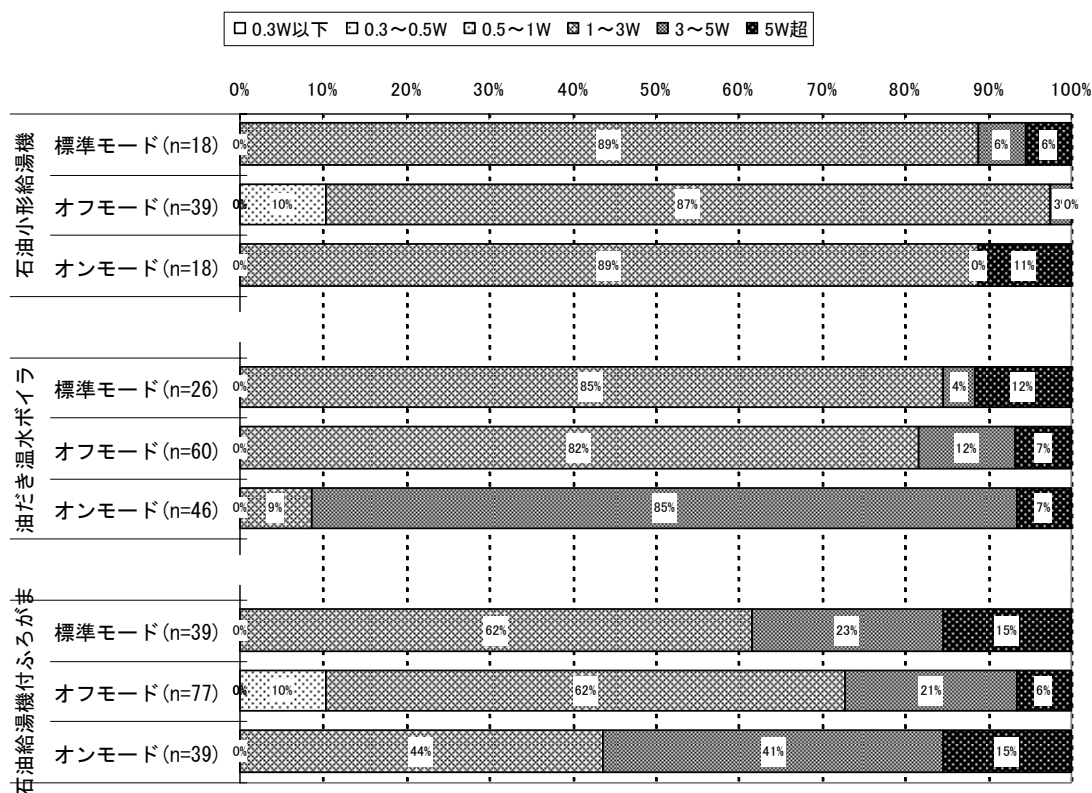 □ 0.3W以下 □ 0.3～0.5W □ 0.5～1W 1～3W 3～5W 5W超
0% 10% 20% 30% 40% 50% 60% 70% 80% 90% 100%
石油小形給湯機
標準モード(n=18) 0% 89% 6% 6%
オフモード(n=39) 0% 10% 87% 3% 0%
オンモード(n=18) 0% 89% 0% 11%
油だき温水ボイラ
標準モード(n=26) 0% 85% 4% 12%
オフモード(n=60) 0% 82% 12% 7%
オンモード(n=46) 0% 9% 85% 7%
石油給湯機付ふろがま
標準モード(n=39) 0% 62% 23% 15%
オフモード(n=77) 0% 10% 62% 21% 6%
オンモード(n=39) 0% 44% 41% 15%